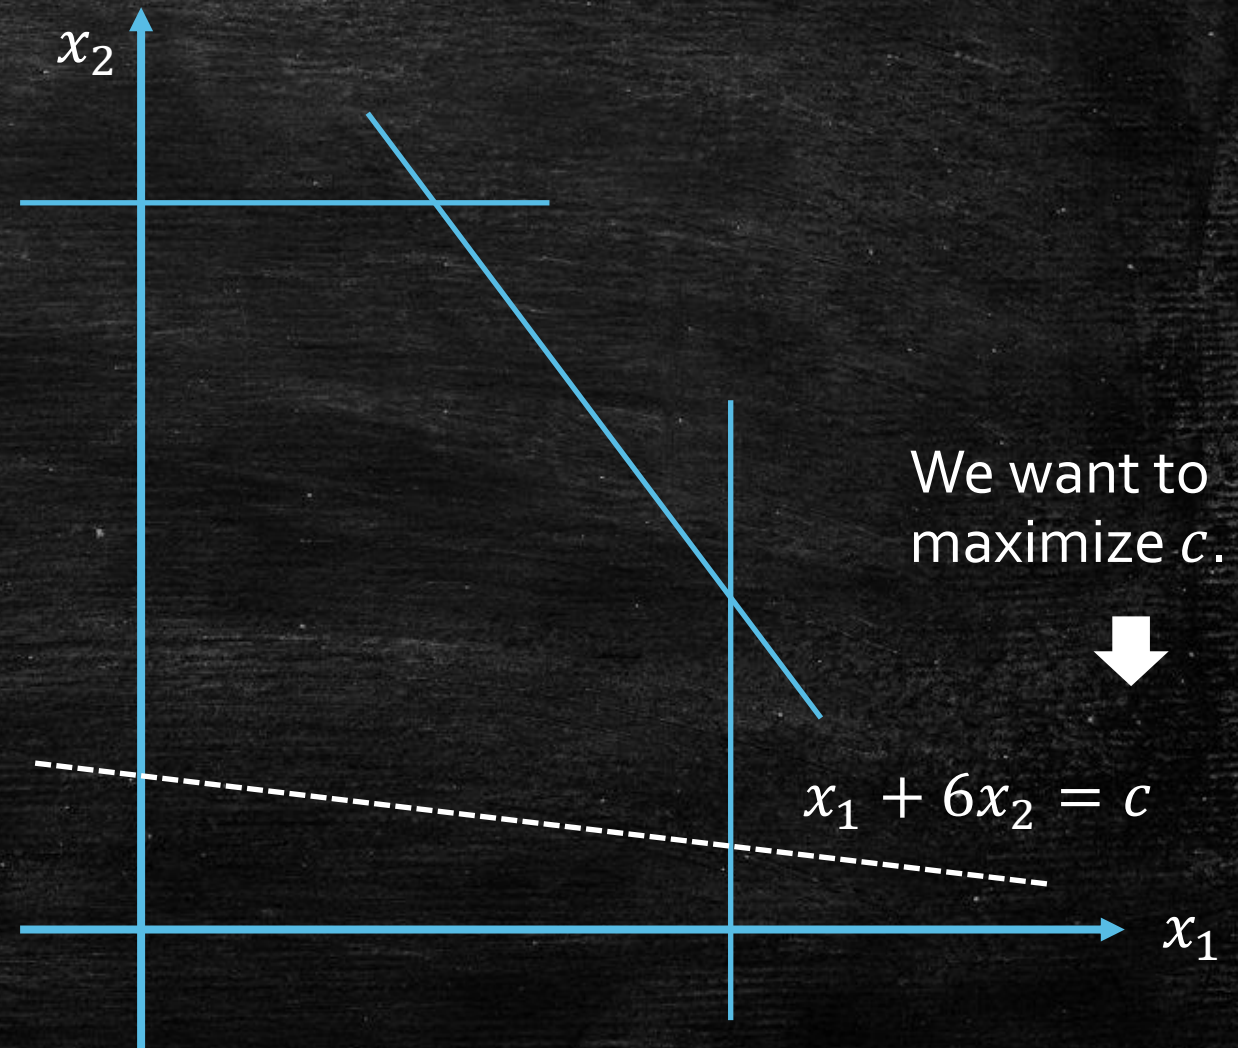 x₂
We want to
maximize c.
x₁ + 6x₂ = c
x₁